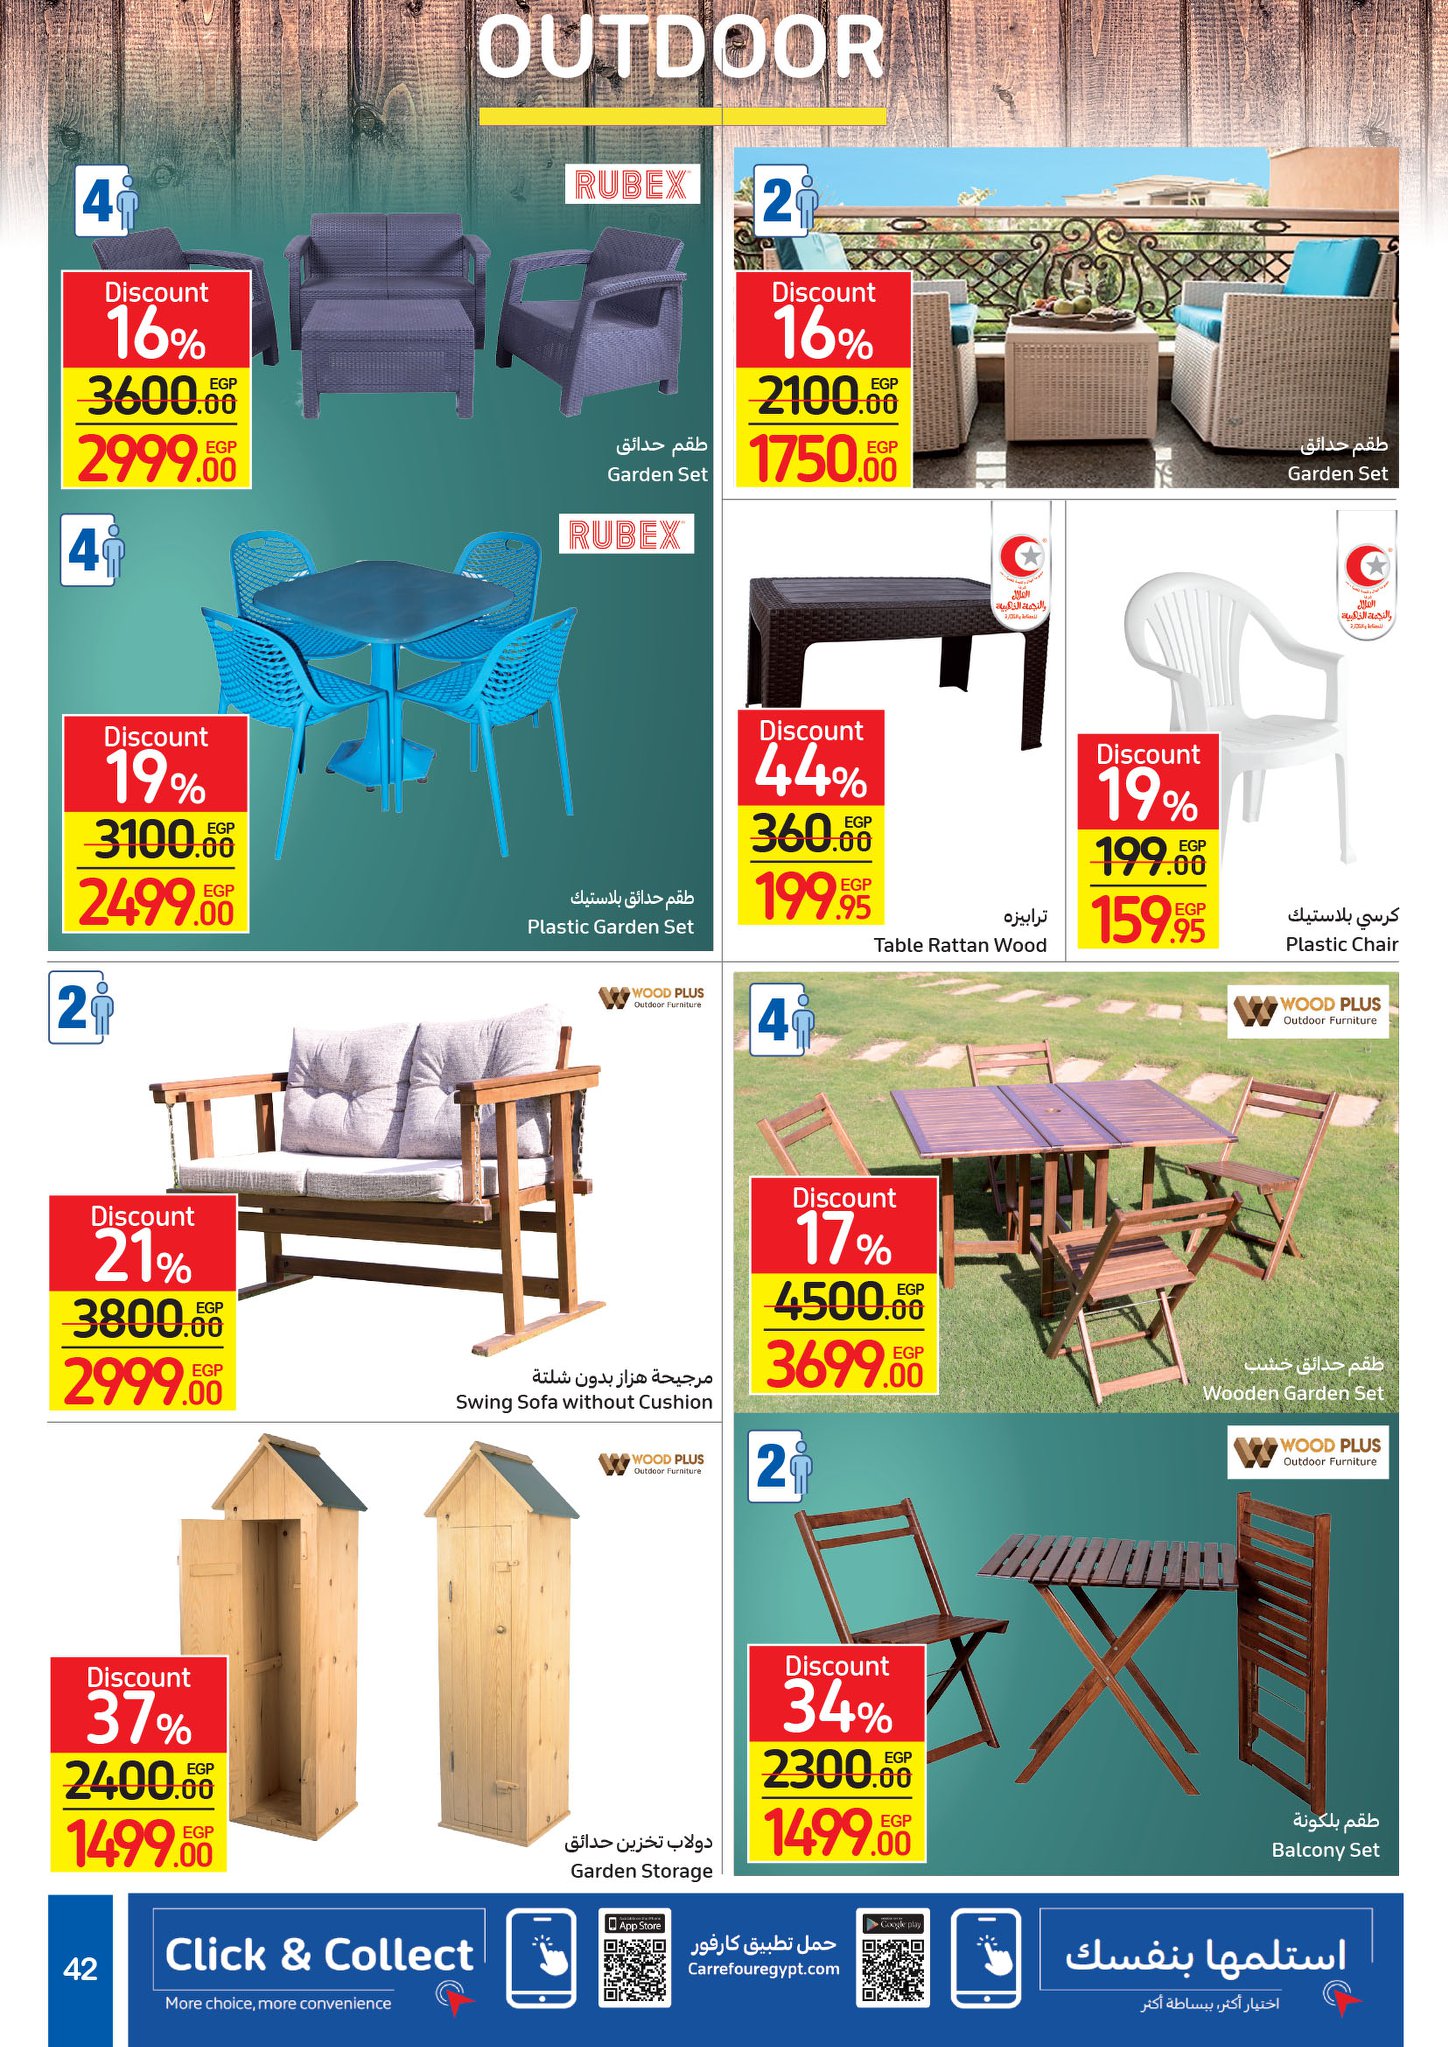 OUTDOOR
4
RUBEX
Discount
16%
3600.00 EGP
2999.00 EGP
طقم حدائق
Garden Set
2
Discount
16%
2100.00 EGP
1750.00 EGP
طقم حدائق
Garden Set
4
RUBEX
Discount
19%
3100.00 EGP
2499.00 EGP
طقم حدائق بلاستيك
Plastic Garden Set
الهلال
والنجمة الذهبية
Discount
44%
360.00 EGP
199.95 EGP
ترابيزه
Table Rattan Wood
الهلال
والنجمة الذهبية
Discount
19%
199.00 EGP
159.95 EGP
كرسي بلاستيك
Plastic Chair
2
WOOD PLUS
Outdoor Furniture
Discount
21%
3800.00 EGP
2999.00 EGP
مرجيحة هزاز بدون شلتة
Swing Sofa without Cushion
4
WOOD PLUS
Outdoor Furniture
Discount
17%
4500.00 EGP
3699.00 EGP
طقم حدائق خشب
Wooden Garden Set
WOOD PLUS
Outdoor Furniture
Discount
37%
2400.00 EGP
1499.00 EGP
دولاب تخزين حدائق
Garden Storage
2
WOOD PLUS
Outdoor Furniture
Discount
34%
2300.00 EGP
1499.00 EGP
طقم بلكونة
Balcony Set
42
Click & Collect
More choice, more convenience
App Store
حمل تطبيق كارفور
Carrefouregypt.com
Google play
استلمها بنفسك
اختيار أكثر، ببساطة أكثر